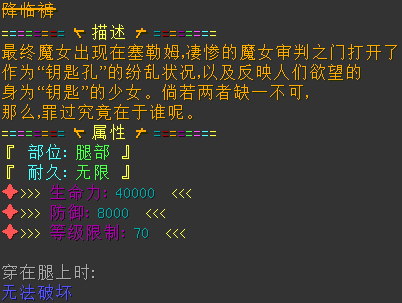 降临裤
==-=-=-== ㄘ 描述 ㄘ ==-=-=-==
最终魔女出现在塞勒姆,凄惨的魔女审判之门打开了
作为“钥匙孔”的纷乱状况,以及反映人们欲望的
身为“钥匙”的少女。倘若两者缺一不可,
那么,罪过究竟在于谁呢。
==-=-=-== ㄘ 属性 ㄘ ==-=-=-==
『 部位: 腿部 』
『 耐久: 无限 』
✦>>> 生命力: 40000 <<<
✦>>> 防御: 8000 <<<
✦>>> 等级限制: 70 <<<
穿在腿上时:
无法破坏